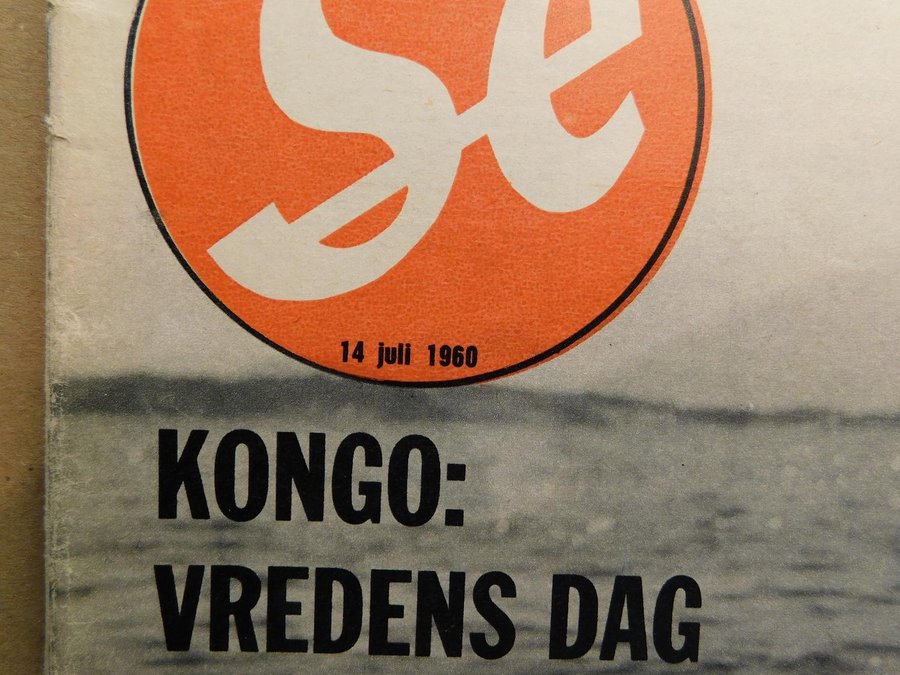 Se
14 juli 1960
KONGO:
VREDENS DAG